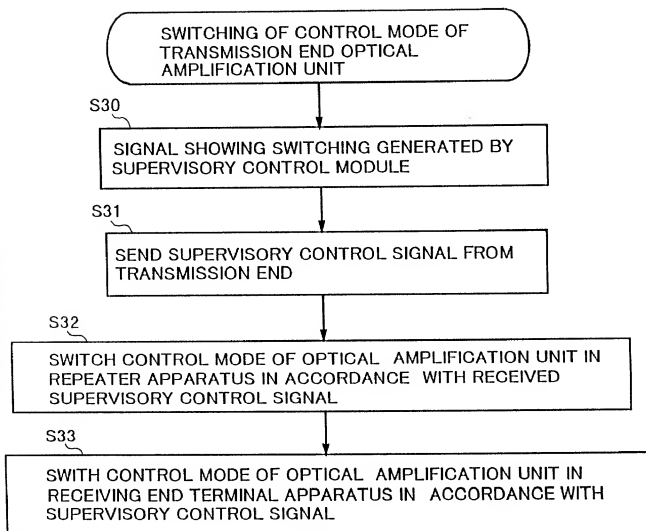 SWITCHING OF CONTROL MODE OF
TRANSMISSION END OPTICAL
AMPLIFICATION UNIT
S30
SIGNAL SHOWING SWITCHING GENERATED BY
SUPERVISORY CONTROL MODULE
S31
SEND SUPERVISORY CONTROL SIGNAL FROM
TRANSMISSION END
S32
SWITCH CONTROL MODE OF OPTICAL AMPLIFICATION UNIT IN
REPEATER APPARATUS IN ACCORDANCE WITH RECEIVED
SUPERVISORY CONTROL SIGNAL
S33
SWITH CONTROL MODE OF OPTICAL AMPLIFICATION UNIT IN
RECEIVING END TERMINAL APPARATUS IN ACCORDANCE WITH
SUPERVISORY CONTROL SIGNAL